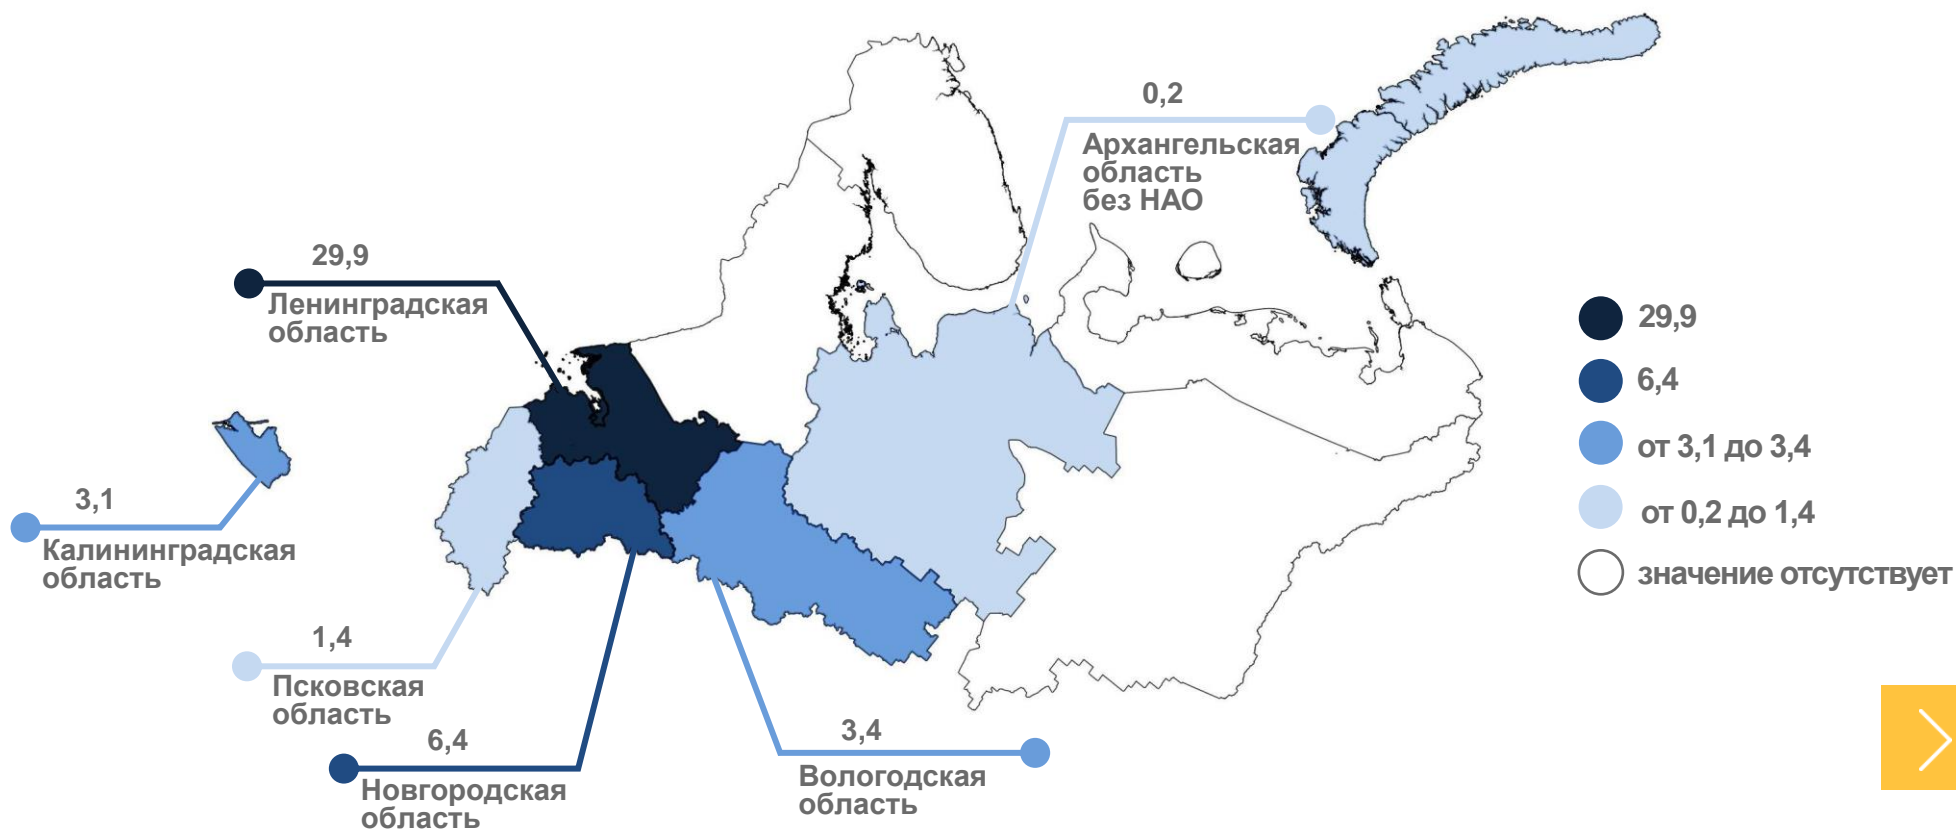 0,2
Архангельская
область
без НАО
29,9
Ленинградская
область
3,1
Калининградская
область
1,4
Псковская
область
6,4
Новгородская
область
3,4
Вологодская
область
29,9
6,4
от 3,1 до 3,4
от 0,2 до 1,4
значение отсутствует